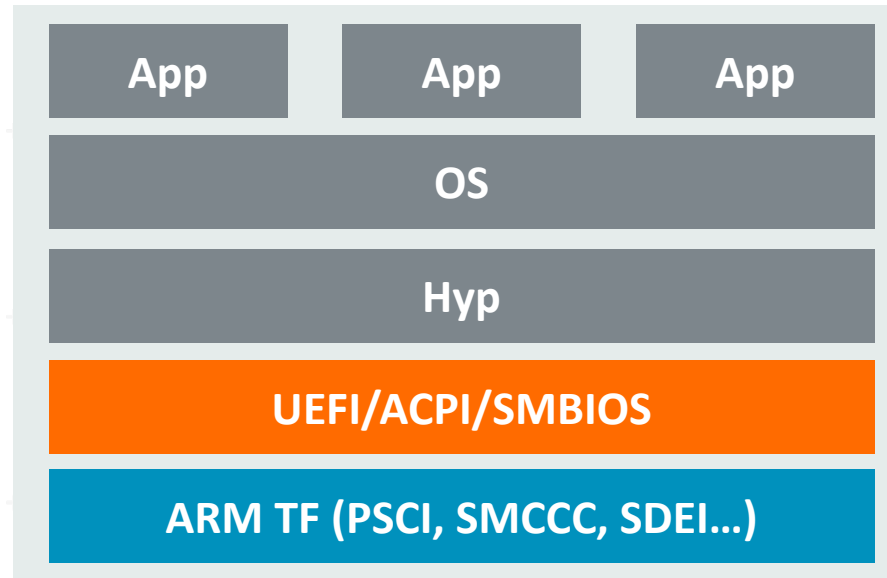 App App App
OS
Hyp
UEFI/ACPI/SMBIOS
ARM TF (PSCI, SMCCC, SDEI…)